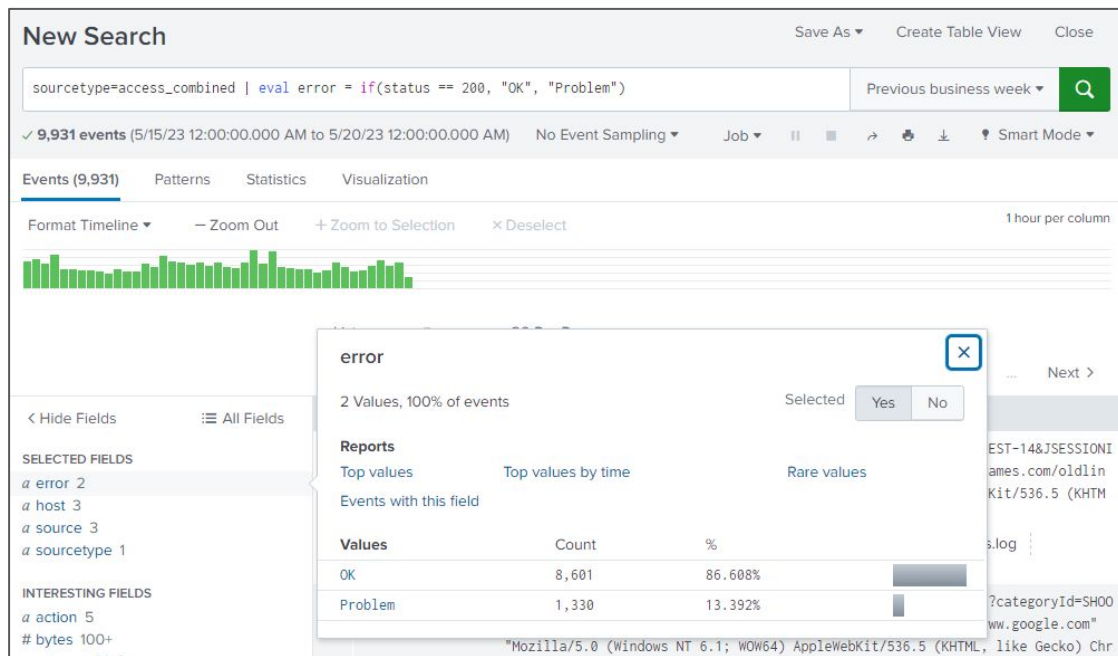 New Search
Save As Create Table View Close
sourcetype=access_combined | eval error = if(status == 200, "OK", "Problem")
Previous business week
✓ 9,931 events (5/15/23 12:00:00.000 AM to 5/20/23 12:00:00.000 AM) No Event Sampling Job Smart Mode
Events (9,931) Patterns Statistics Visualization
Format Timeline — Zoom Out + Zoom to Selection × Deselect
1 hour per column
error
2 Values, 100% of events
Selected Yes No
... Next >
< Hide Fields All Fields
Reports
Top values Top values by time Rare values
Events with this field
SELECTED FIELDS
a error 2
a host 3
a source 3
a sourcetype 1
INTERESTING FIELDS
a action 5
# bytes 100+
Values Count %
OK 8,601 86.608%
Problem 1,330 13.392%
EST-14&JSESSIONI
ames.com/oldlin
Kit/536.5 (KHTM
s.log
?categoryId=SHOO
ww.google.com"
"Mozilla/5.0 (Windows NT 6.1; WOW64) AppleWebKit/536.5 (KHTML, like Gecko) Chr